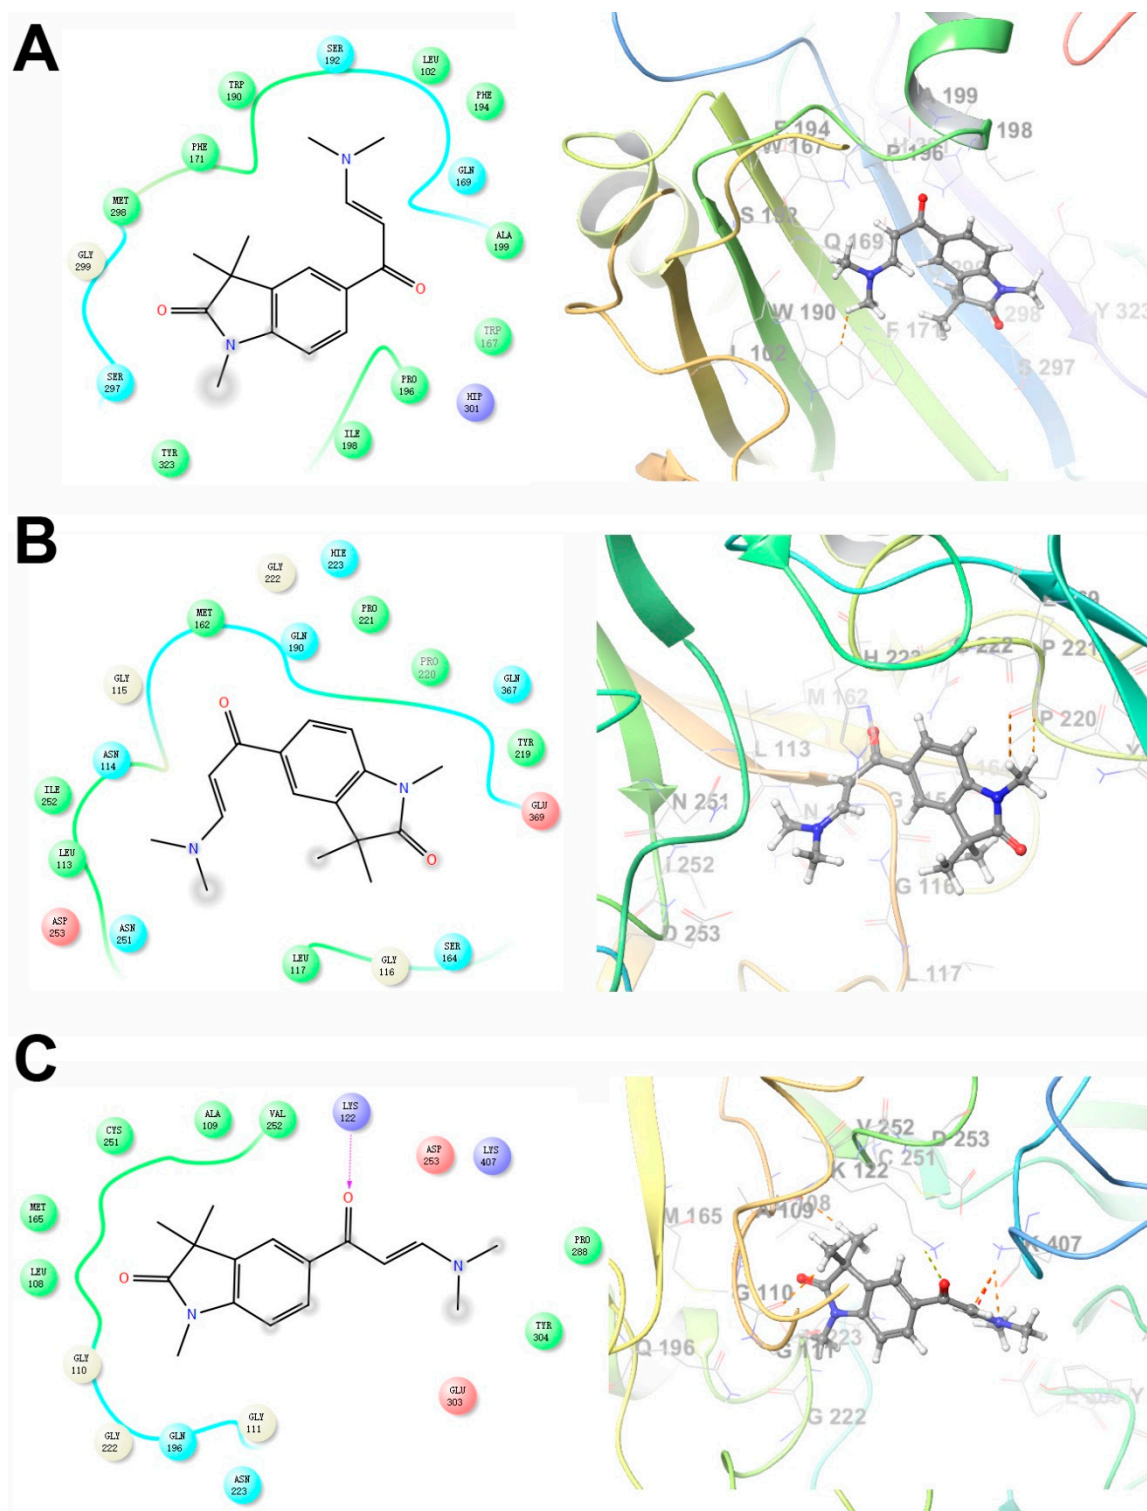 A
SER
192
LEU
102
TRP
190
PHE
194
PHE
171
GLN
169
MET
298
ALA
199
GLY
299
TRP
167
SER
297
PRO
196
HIP
301
ILE
198
TYR
323
N
O
O
N
A 199
F 194
198
W 167
P 196
S 192
Q 169
W 190
298
Y 323
F 171
L 102
S 297
B
HIE
223
GLY
222
MET
162
PRO
221
GLN
190
PRO
220
GLY
115
GLN
367
ASN
114
TYR
219
ILE
252
GLU
369
LEU
113
ASP
253
ASN
251
SER
164
LEU
117
GLY
116
O
N
N
O
H 223
G 222
P 221
M 162
P 220
L 113
N 251
I 252
G 116
D 253
L 117
C
LYS
122
ALA
109
VAL
252
CYS
251
ASP
253
LYS
407
MET
165
PRO
288
LEU
108
TYR
304
GLY
110
GLU
303
GLY
111
GLY
222
GLN
196
ASN
223
O
O
N
N
V 252
D 253
C 251
K 122
M 165
A 109
K 407
G 110
Q 196
G 111
G 222